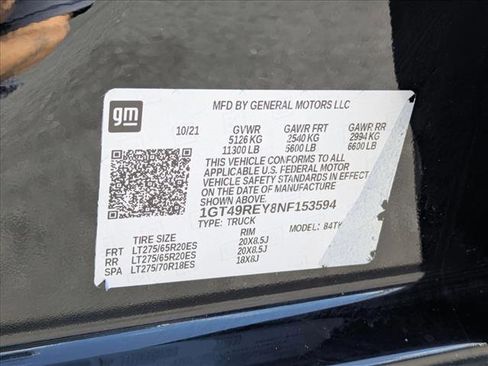 gm
MFD BY GENERAL MOTORS LLC
10/21 GVWR GAWR FRT GAWR RR
5126 KG 2540 KG 2994 KG
11300 LB 5600 LB 6600 LB
THIS VEHICLE CONFORMS TO ALL
APPLICABLE U.S. FEDERAL MOTOR
VEHICLE SAFETY STANDARDS IN EFFECT
ON THE DATE OF MANUFACTURE
1GT49REY8NF153594
TYPE: TRUCK MODEL:
TIRE SIZE RIM
FRT LT275/65R20ES 20X8.5J
RR LT275/65R20ES 20X8.5J
SPA LT275/70R18ES 18X8J